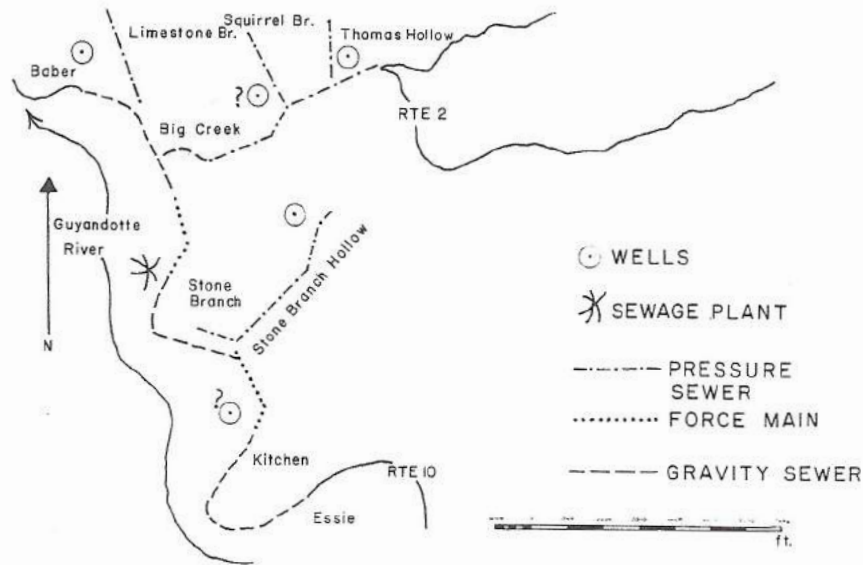 Squirrel Br.
Limestone Br.
Thomas Hollow
Baber
?
Big Creek
RTE 2
Guyandotte
River
Stone
Branch
Stone Branch Hollow
N
?
Kitchen
RTE 10
Essie
WELLS
SEWAGE PLANT
PRESSURE
SEWER
FORCE MAIN
GRAVITY SEWER
ft.